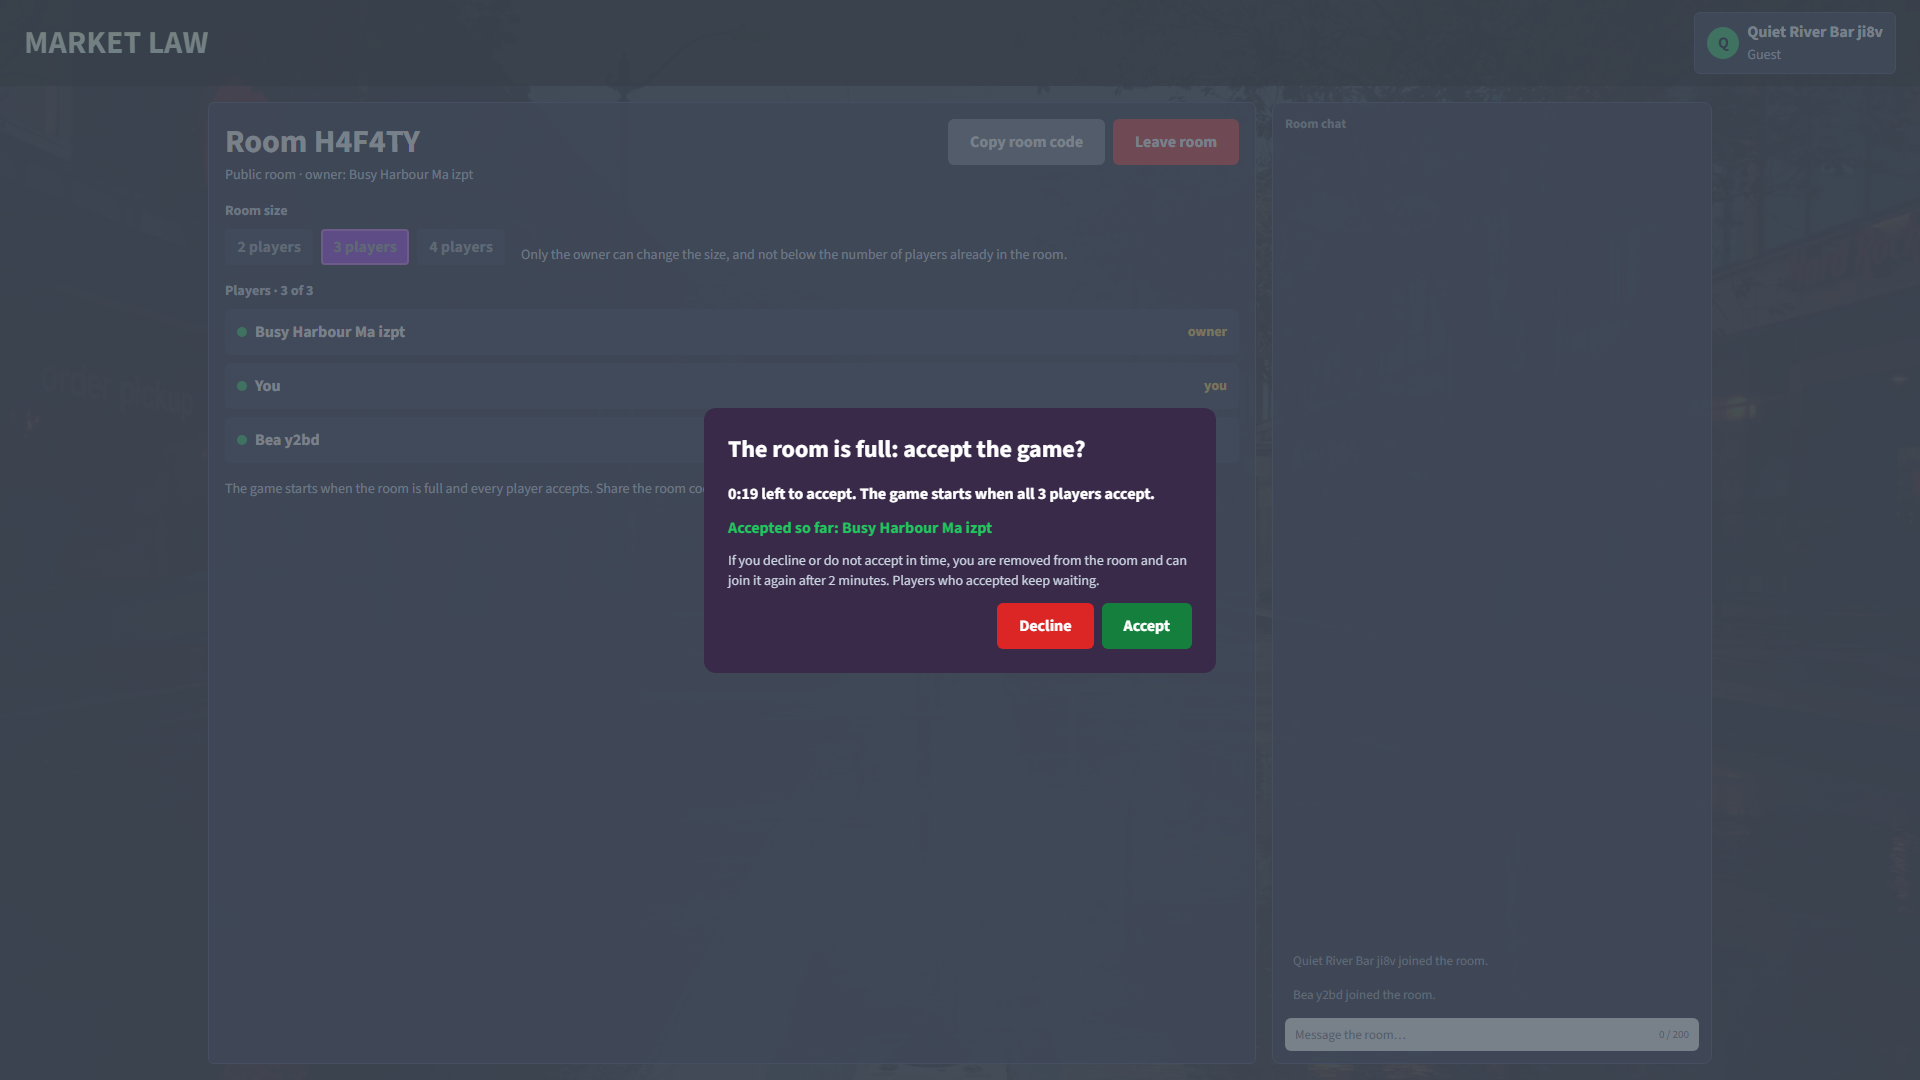 MARKET LAW
Q
Quiet River Bar ji8v
Guest
Room H4F4TY
Copy room code
Leave room
Public room · owner: Busy Harbour Ma izpt
Room size
2 players
3 players
4 players
Only the owner can change the size, and not below the number of players already in the room.
Players · 3 of 3
Busy Harbour Ma izpt
owner
You
you
Bea y2bd
The game starts when the room is full and every player accepts. Share the room
The room is full: accept the game?
0:19 left to accept. The game starts when all 3 players accept.
Accepted so far: Busy Harbour Ma izpt
If you decline or do not accept in time, you are removed from the room and can
join it again after 2 minutes. Players who accepted keep waiting.
Decline
Accept
Room chat
Quiet River Bar ji8v joined the room.
Bea y2bd joined the room.
Message the room...
0 / 200
order pickup